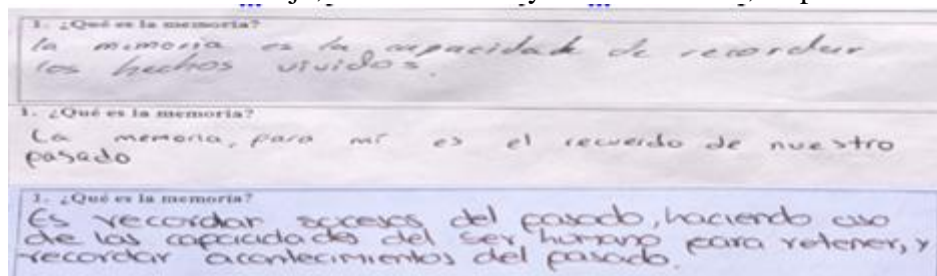 1. ¿Qué es la memoria?
la memoria es la capacidad de recordar
los hechos vividos.
1. ¿Qué es la memoria?
La memoria, para mí es el recuerdo de nuestro
pasado
1. ¿Qué es la memoria?
Es recordar sucesos del pasado, haciendo uso
de las capacidades del ser humano para retener, y
recordar acontecimientos del pasado.